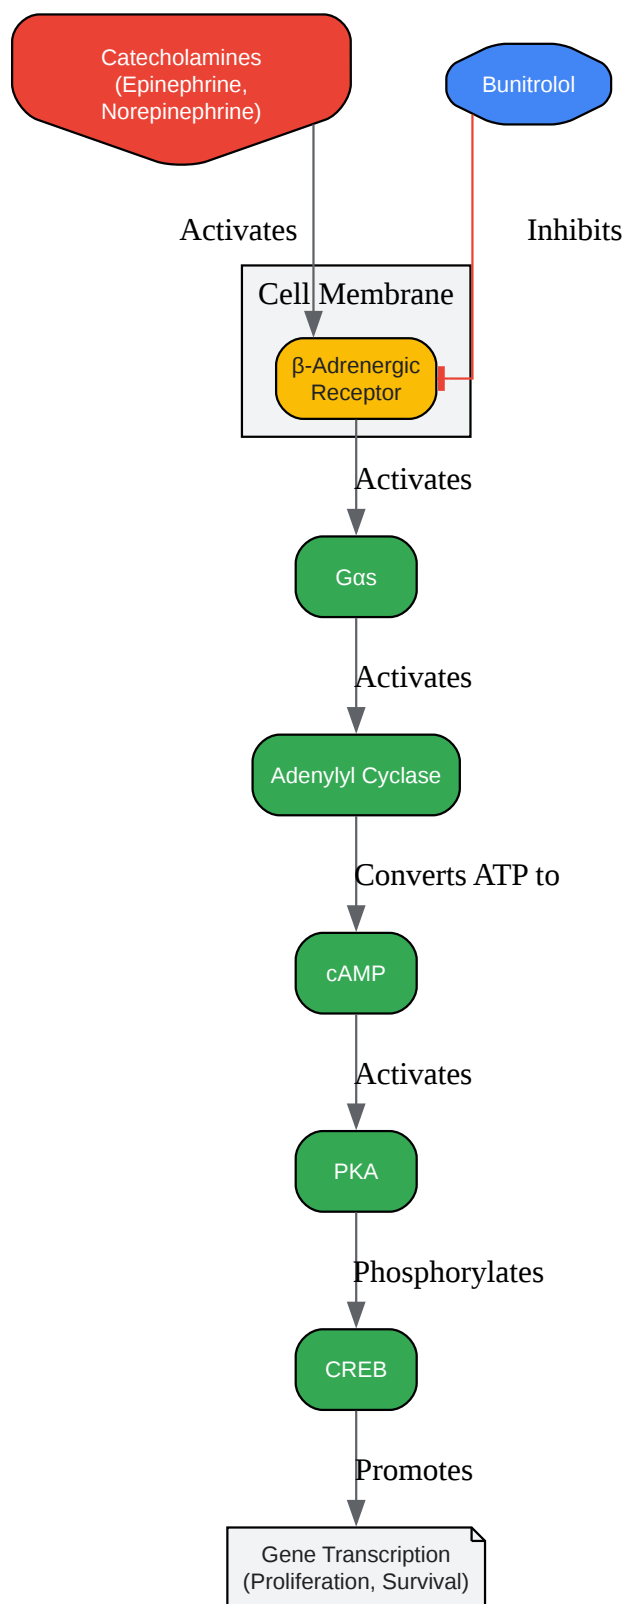 Catecholamines
(Epinephrine,
Norepinephrine)
Bunitrolol
Activates
Inhibits
Cell Membrane
β-Adrenergic
Receptor
Activates
Gαs
Activates
Adenylyl Cyclase
Converts ATP to
cAMP
Activates
PKA
Phosphorylates
CREB
Promotes
Gene Transcription
(Proliferation, Survival)